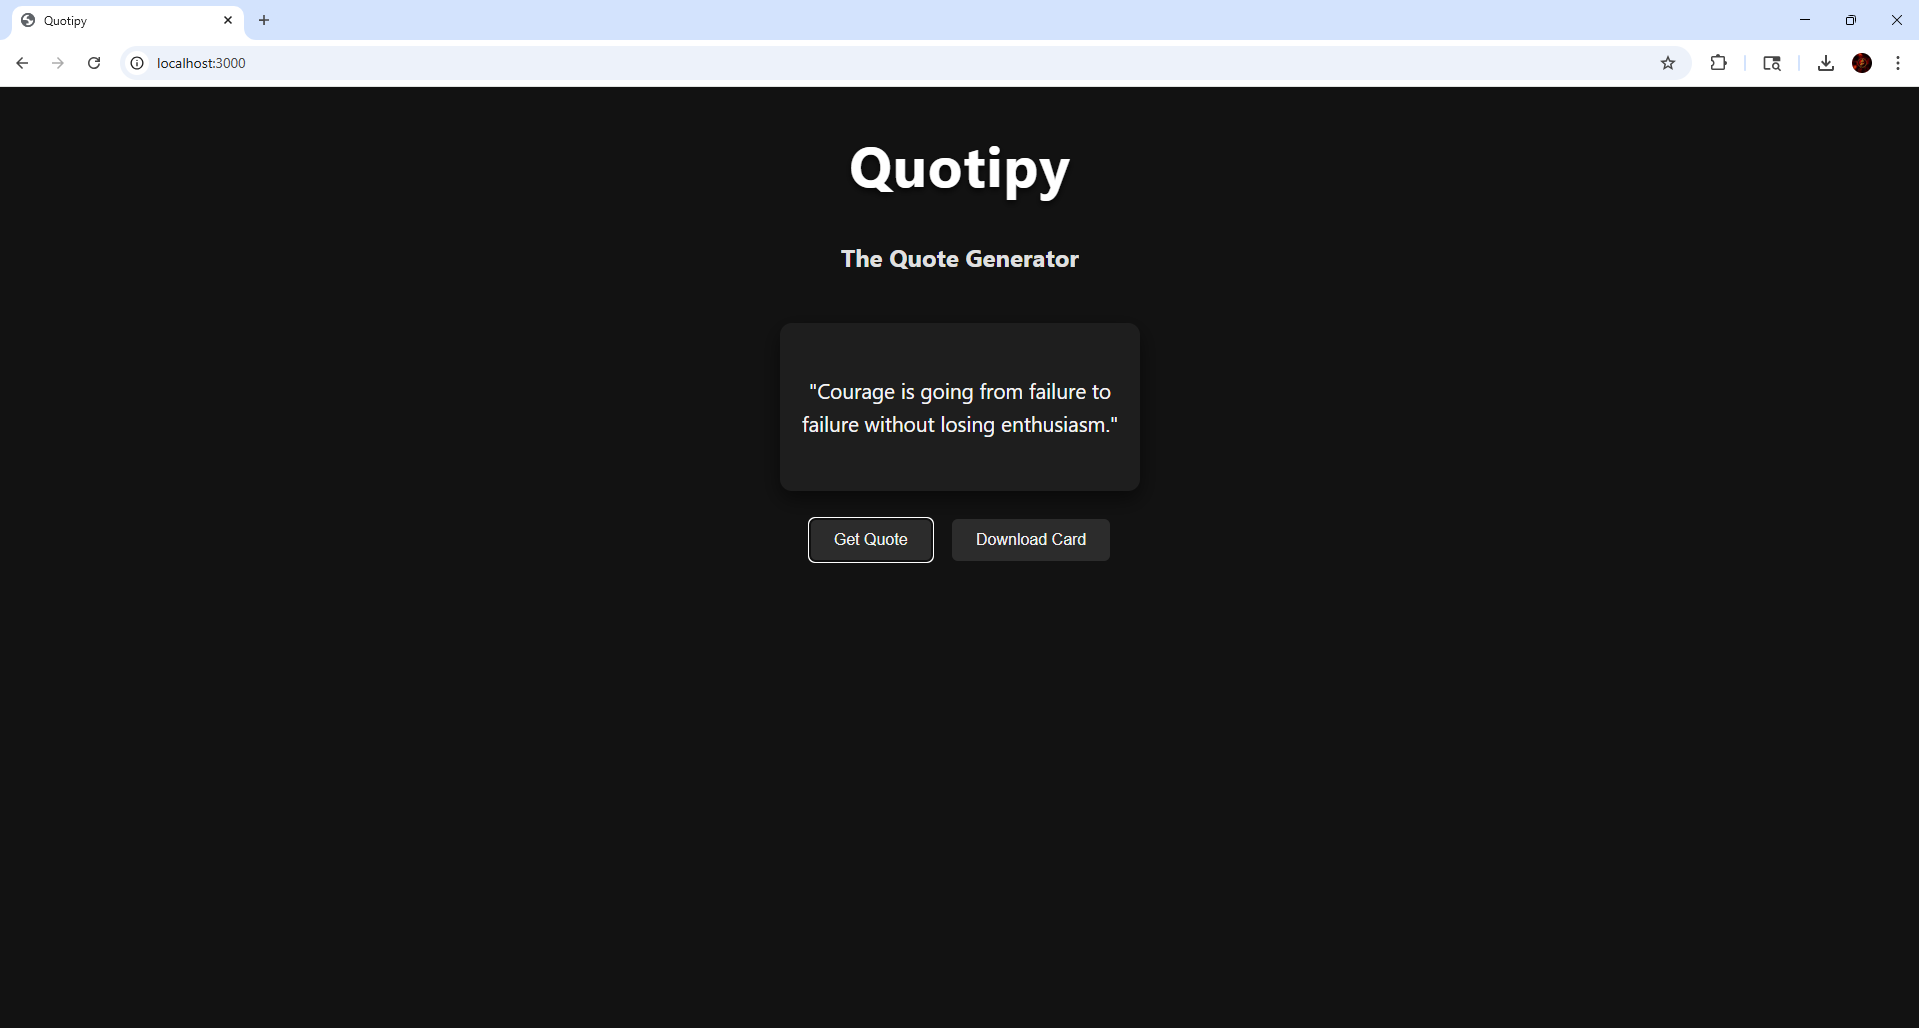 Quotipy
localhost:3000
Quotipy
The Quote Generator
"Courage is going from failure to
failure without losing enthusiasm."
Get Quote
Download Card